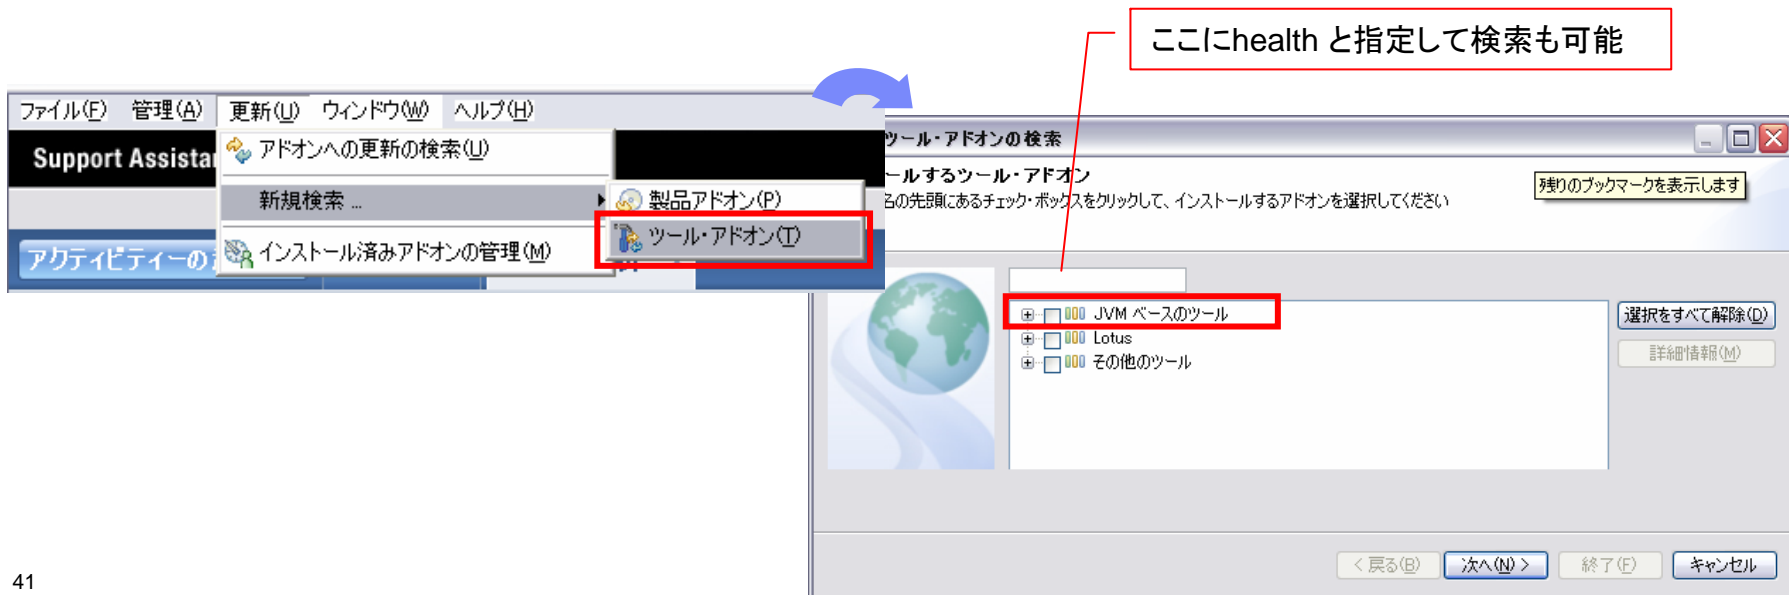 ここにhealth と指定して検索も可能
ファイル(F) 管理(A) 更新(U) ウィンドウ(W) ヘルプ(H)
Support Assista
アドオンへの更新の検索(U)
新規検索 ...
製品アドオン(P)
ツール・アドオン(T)
インストール済みアドオンの管理(M)
アクティビティーの
ツール・アドオンの検索
ールするツール・アドオン
名の先頭にあるチェック・ボックスをクリックして、インストールするアドオンを選択してください
残りのブックマークを表示します
JVM ベースのツール
Lotus
その他のツール
選択をすべて解除(D)
詳細情報(M)
< 戻る(B) 次へ(N) > 終了(F) キャンセル
41